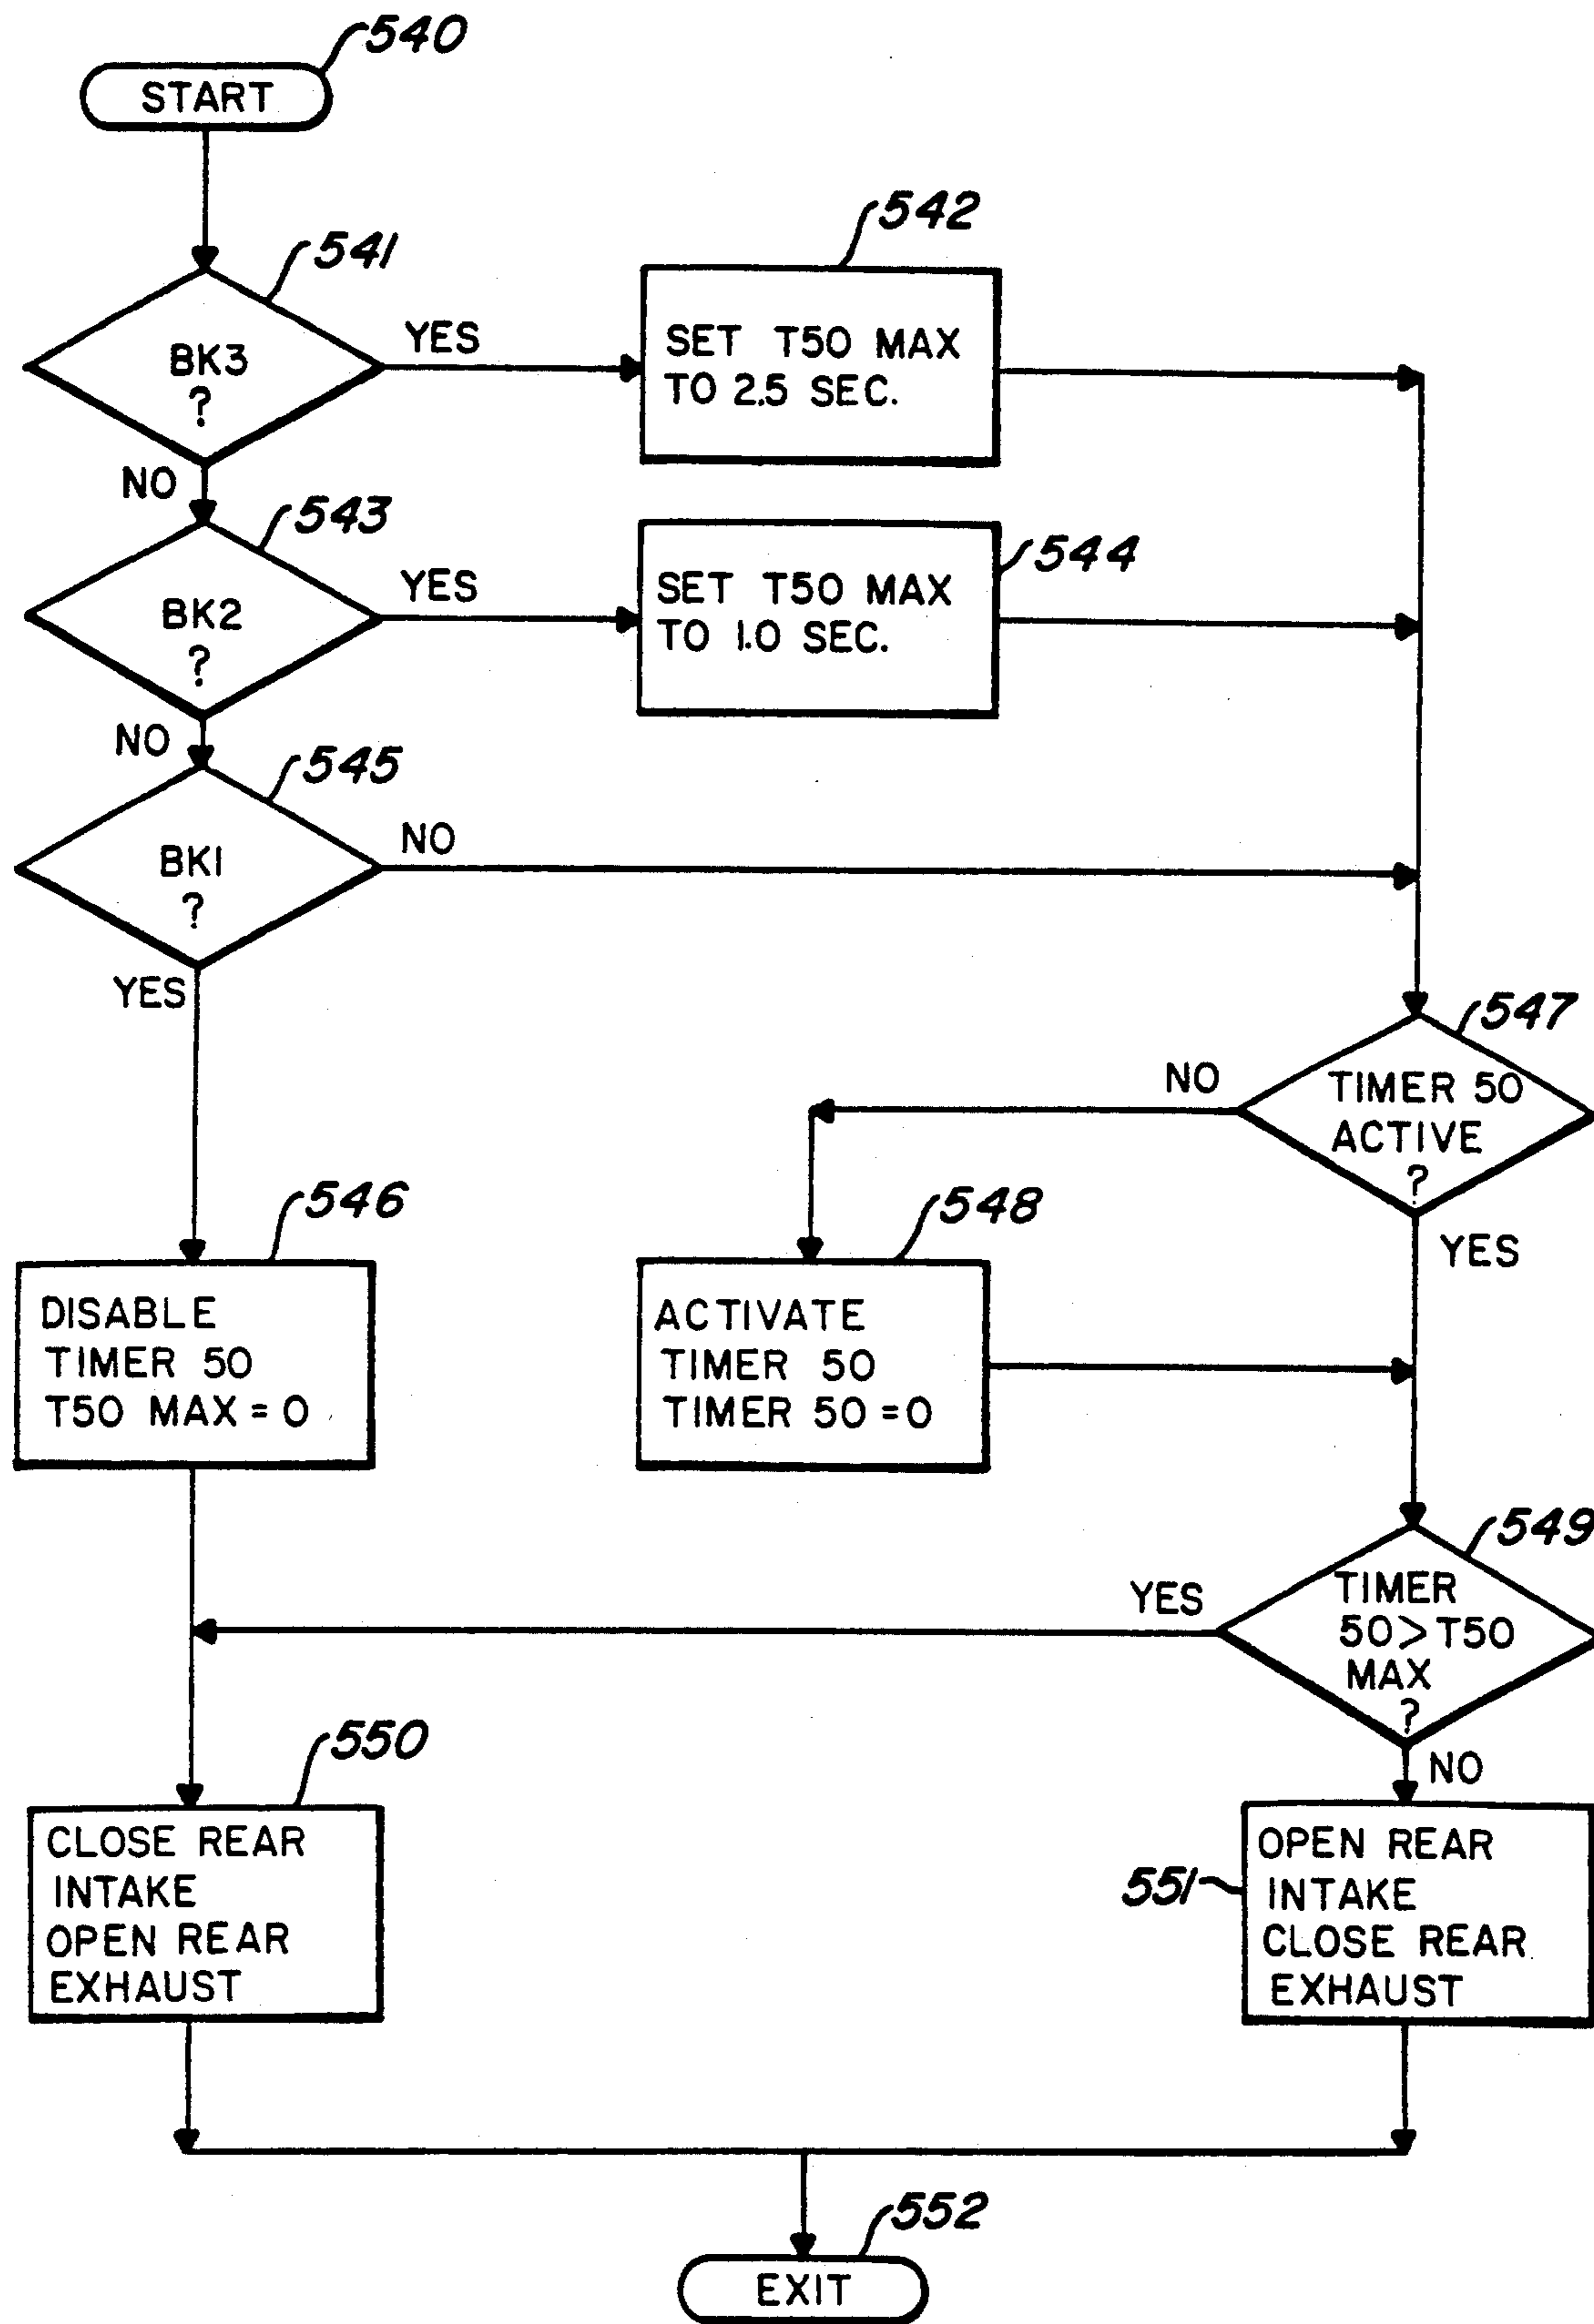 540
START
541
BK3
?
YES
NO
542
SET T50 MAX
TO 2.5 SEC.
543
BK2
?
YES
NO
544
SET T50 MAX
TO 1.0 SEC.
545
BK1
?
NO
YES
547
TIMER 50
ACTIVE
?
NO
YES
546
DISABLE
TIMER 50
T50 MAX = 0
548
ACTIVATE
TIMER 50
TIMER 50 = 0
549
TIMER
50 > T50
MAX
?
YES
NO
550
CLOSE REAR
INTAKE
OPEN REAR
EXHAUST
551
OPEN REAR
INTAKE
CLOSE REAR
EXHAUST
552
EXIT